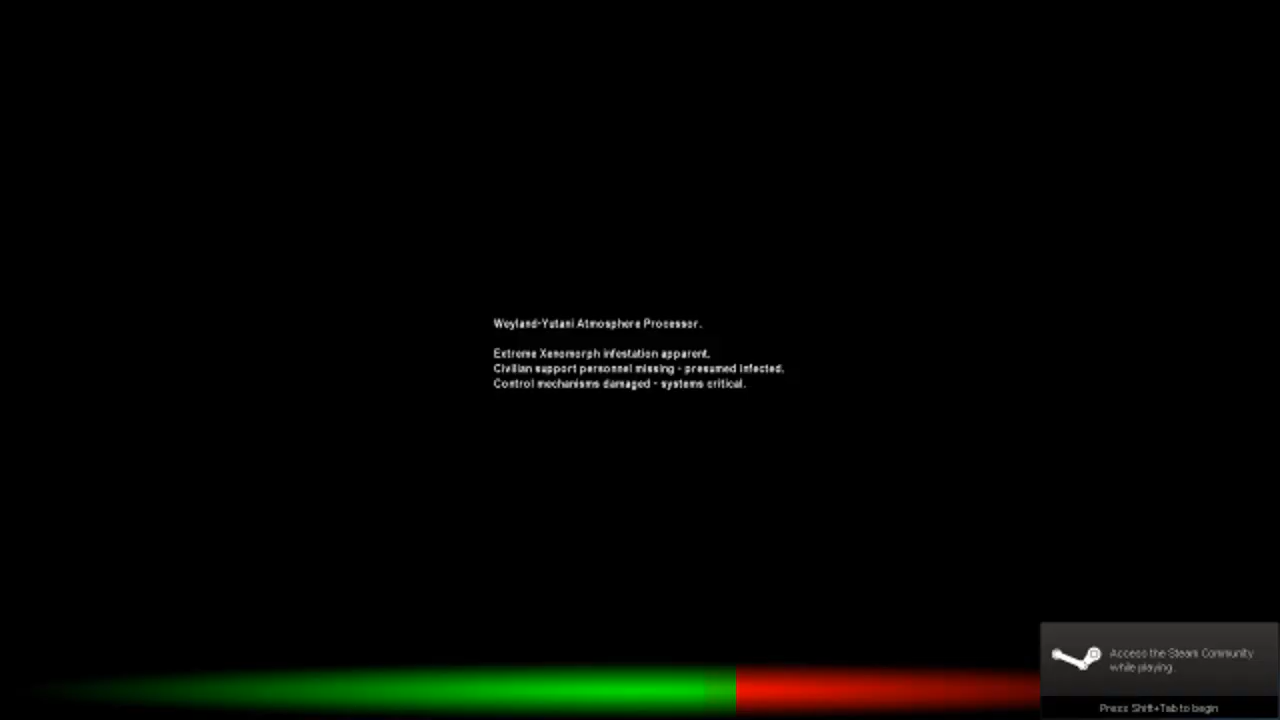 Weyland-Yutani Atmosphere Processor.
Extreme Xenomorph infestation apparent.
Civilian support personnel missing - presumed infected.
Control mechanisms damaged - systems critical.
Access the Steam Community
while playing.
Press Shift+Tab to begin